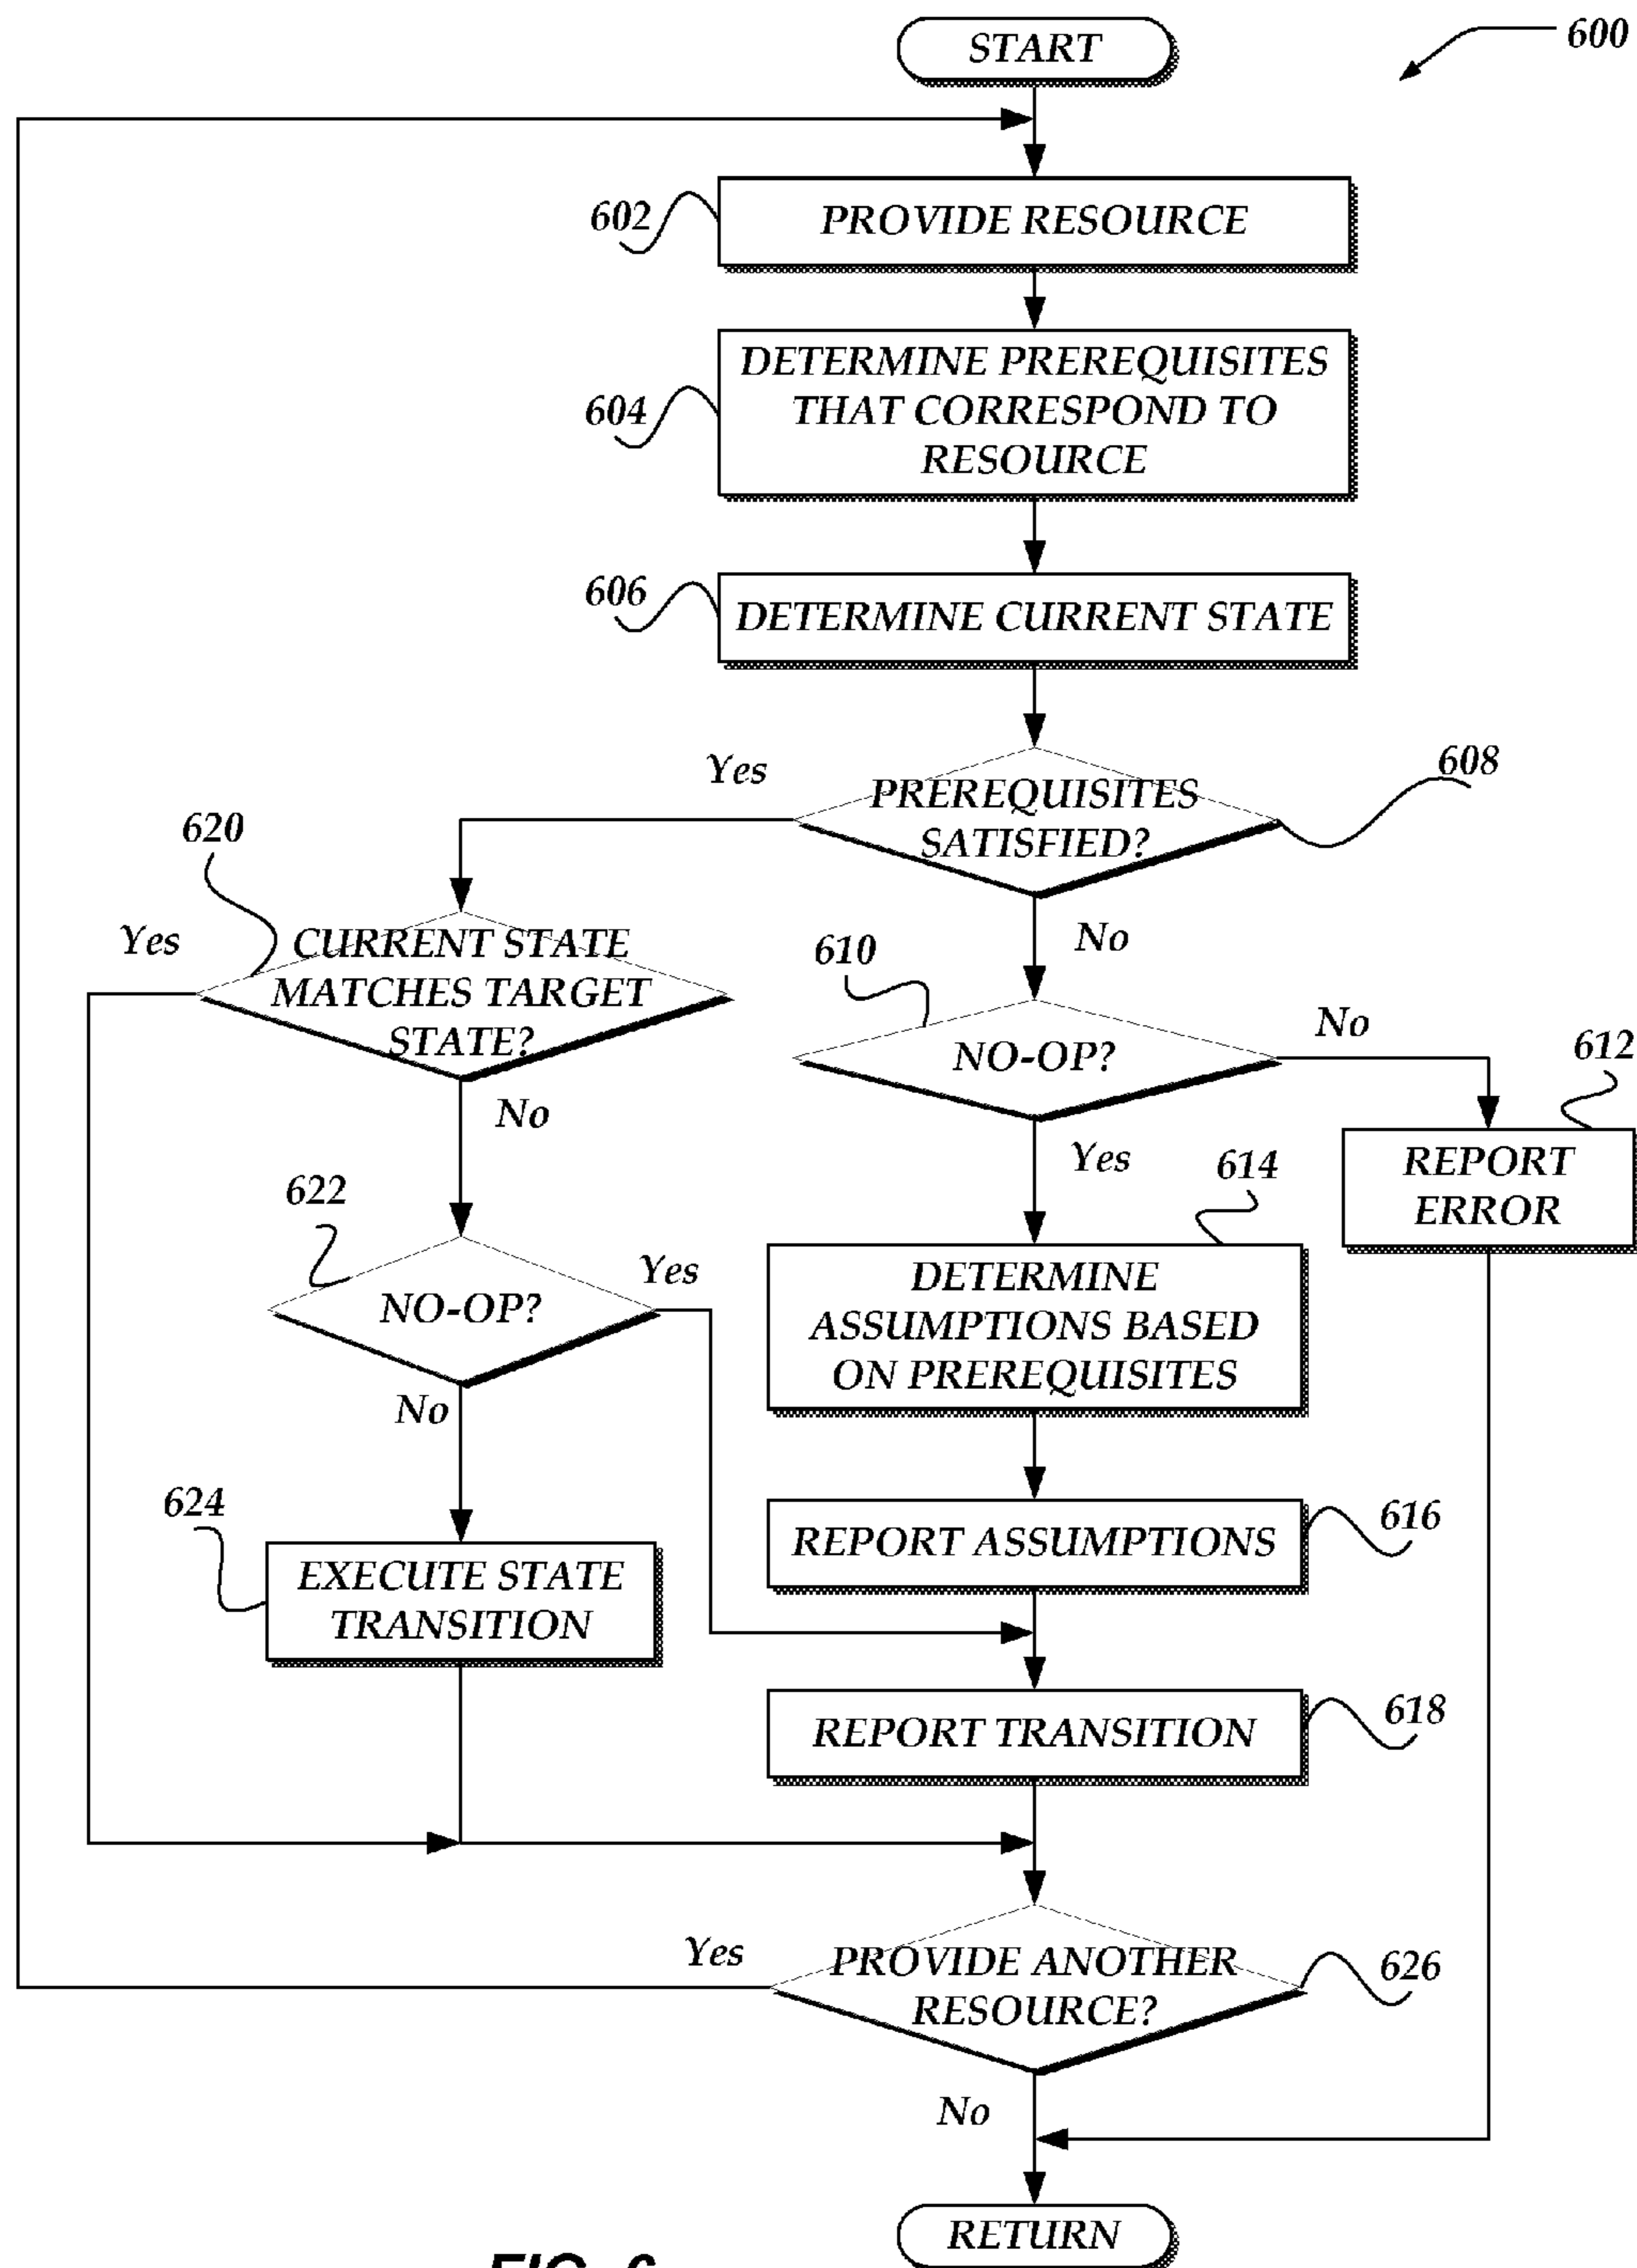 START
600
602
PROVIDE RESOURCE
604
DETERMINE PREREQUISITES
THAT CORRESPOND TO
RESOURCE
606
DETERMINE CURRENT STATE
Yes
PREREQUISITES
SATISFIED?
608
620
Yes
CURRENT STATE
MATCHES TARGET
STATE?
No
No
610
NO-OP?
No
612
REPORT
ERROR
Yes
614
622
NO-OP?
Yes
No
DETERMINE
ASSUMPTIONS BASED
ON PREREQUISITES
624
EXECUTE STATE
TRANSITION
REPORT ASSUMPTIONS
616
REPORT TRANSITION
618
Yes
PROVIDE ANOTHER
RESOURCE?
626
No
RETURN
FIG. 6